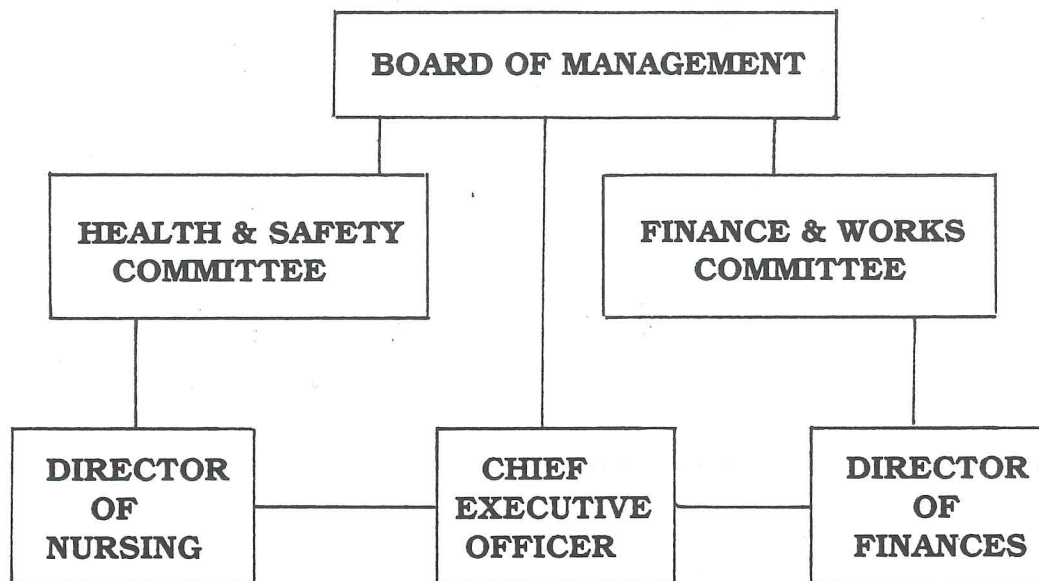 BOARD OF MANAGEMENT
HEALTH & SAFETY
COMMITTEE
FINANCE & WORKS
COMMITTEE
DIRECTOR
OF
NURSING
CHIEF
EXECUTIVE
OFFICER
DIRECTOR
OF
FINANCES